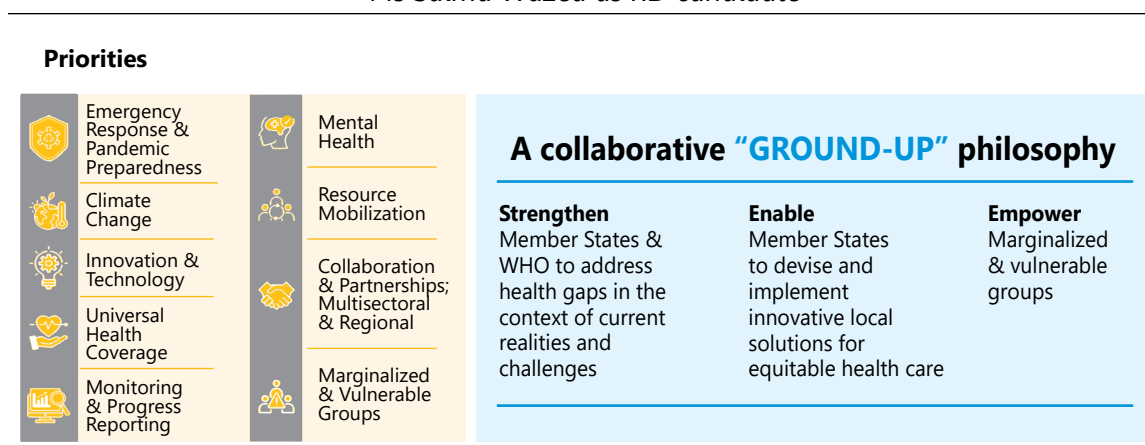 Priorities
Emergency
Response &
Pandemic
Preparedness
Climate
Change
Innovation &
Technology
Universal
Health
Coverage
Monitoring
& Progress
Reporting
Mental
Health
Resource
Mobilization
Collaboration
& Partnerships;
Multisectoral
& Regional
Marginalized
& Vulnerable
Groups
A collaborative “GROUND-UP” philosophy
Strengthen
Member States &
WHO to address
health gaps in the
context of current
realities and
challenges
Enable
Member States
to devise and
implement
innovative local
solutions for
equitable health care
Empower
Marginalized
& vulnerable
groups